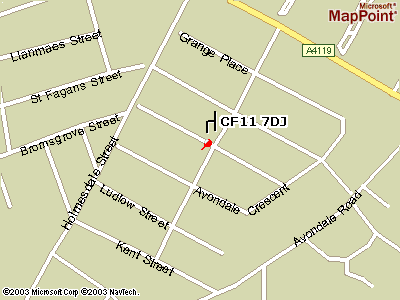 Microsoft®
MapPoint®
A4119
Llanmaes Street
Grange Place
St Fagans Street
Bromsgrove Street
CF11 7DJ
Holmesdale Street
Avondale Crescent
Ludlow Street
Avondale Road
Kent Street
©2003 Microsoft Corp ©2003 NavTech.